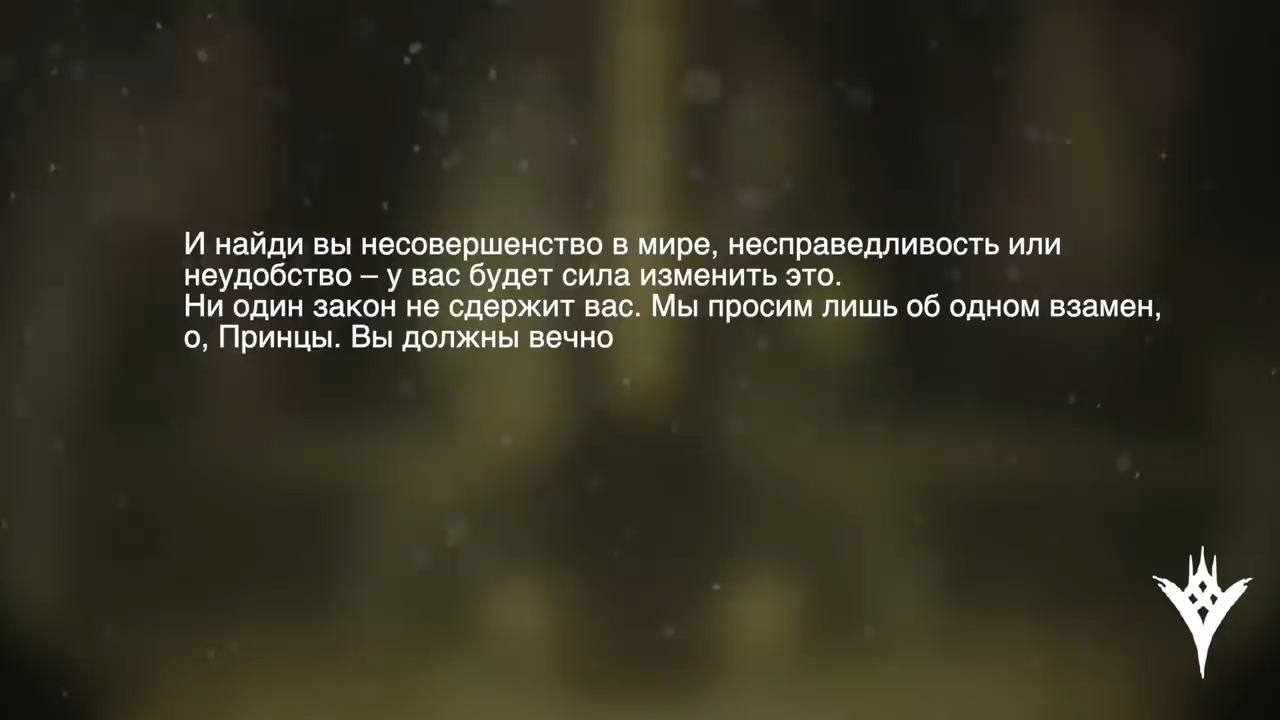 И найди вы несовершенство в мире, несправедливость или
неудобство – у вас будет сила изменить это.
Ни один закон не сдержит вас. Мы просим лишь об одном взамен,
о, Принцы. Вы должны вечно